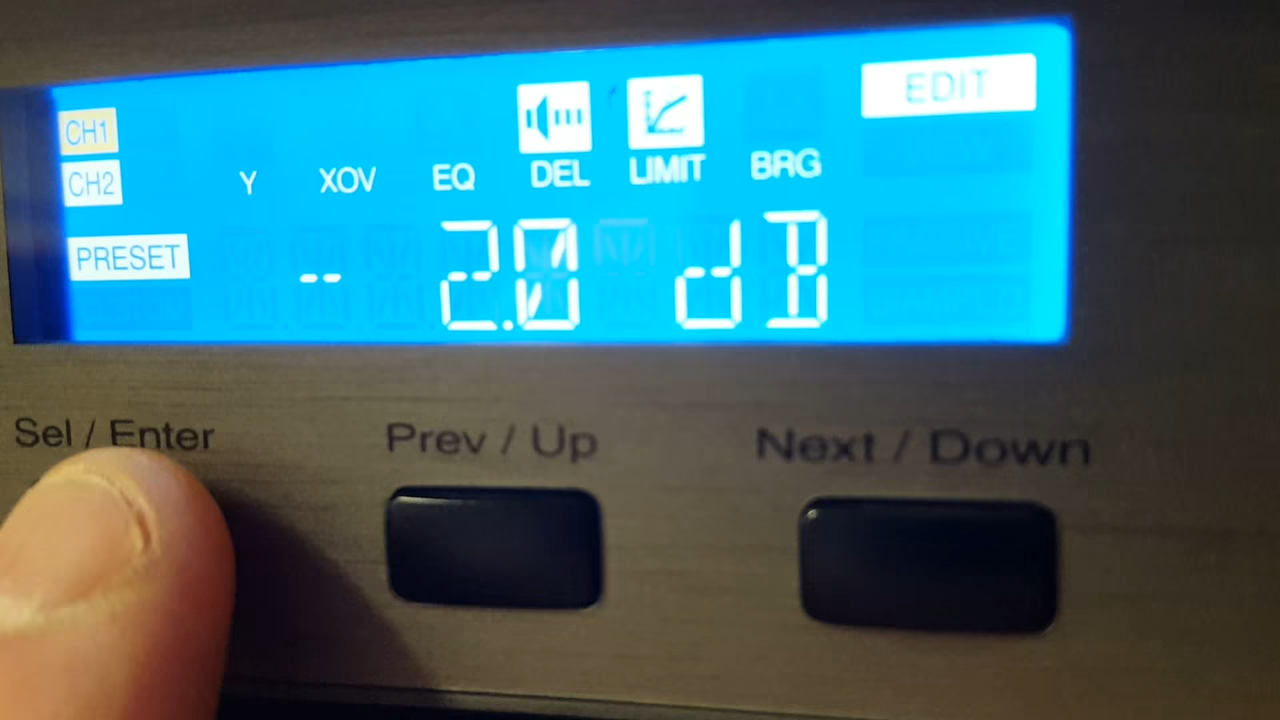 CH1
EDIT
CH2
Y XOV EQ DEL LIMIT BRG
PRESET
- 2.0 dB
Sel / Enter Prev / Up Next / Down